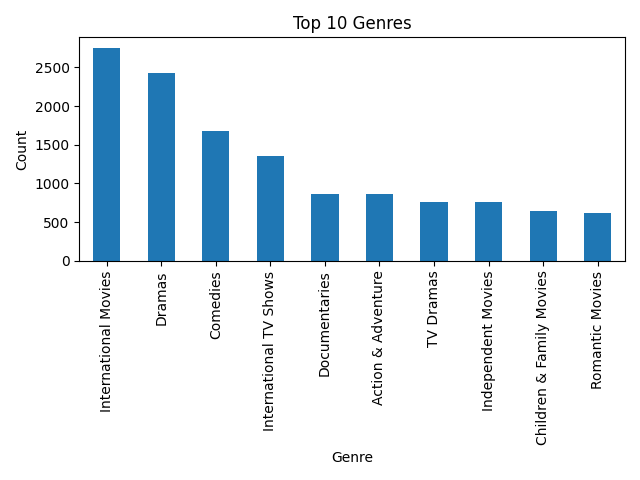 Top 10 Genres
Count
2500
2000
1500
1000
500
0
International Movies
Dramas
Comedies
International TV Shows
Documentaries
Action & Adventure
TV Dramas
Independent Movies
Children & Family Movies
Romantic Movies
Genre